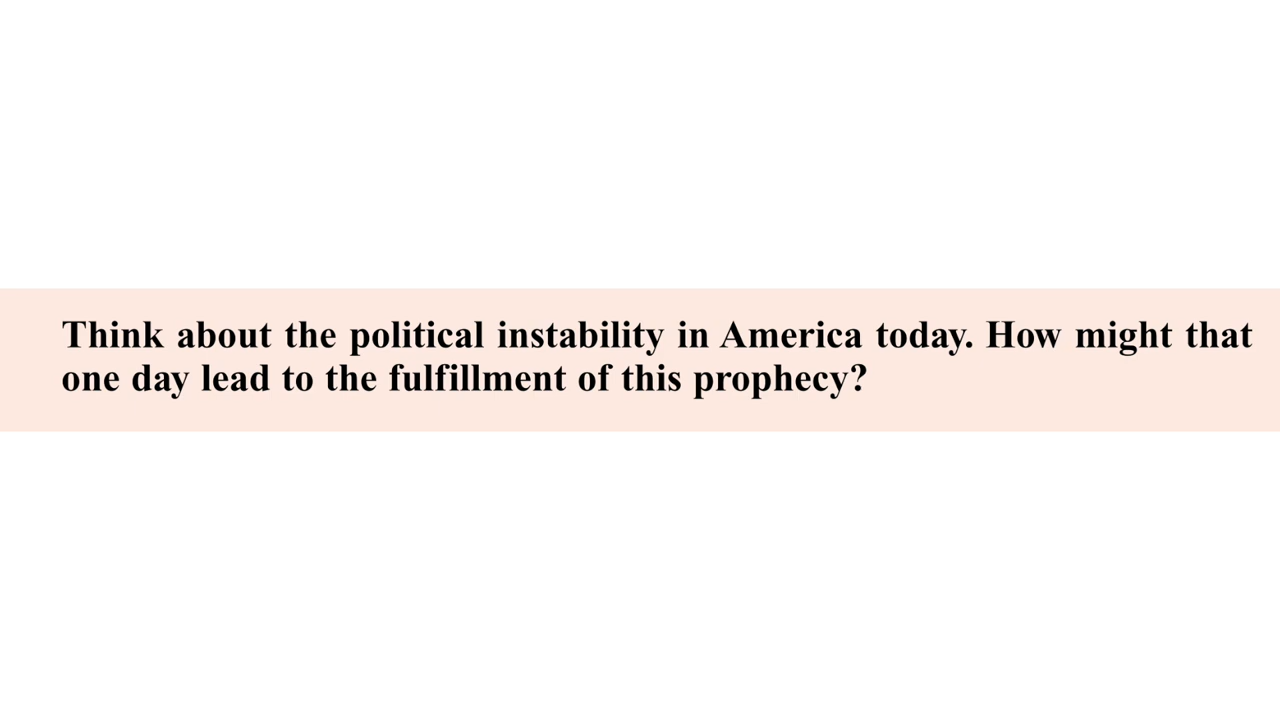 Think about the political instability in America today. How might that
one day lead to the fulfillment of this prophecy?